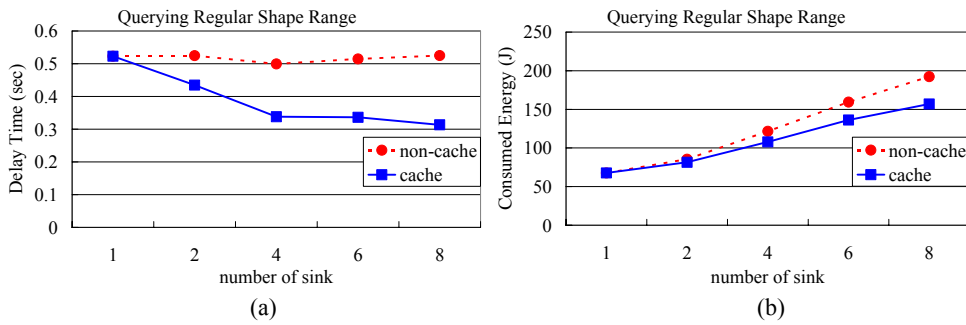 Querying Regular Shape Range
0.6
0.5
0.4
0.3
0.2
0.1
0
Delay Time (sec)
non-cache
cache
1 2 4 6 8
number of sink
(a)
Querying Regular Shape Range
250
200
150
100
50
0
Consumed Energy (J)
non-cache
cache
1 2 4 6 8
number of sink
(b)